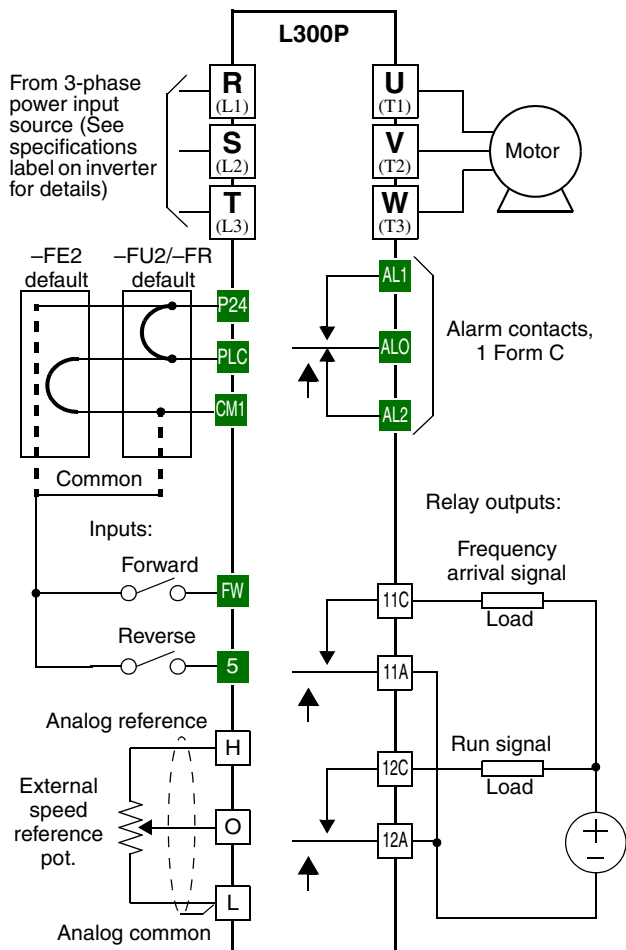 L300P
From 3-phase
power input
source (See
specifications
label on inverter
for details)
R
(L1)
S
(L2)
T
(L3)
U
(T1)
V
(T2)
W
(T3)
Motor
–FE2
default
–FU2/–FR
default
P24
PLC
CM1
AL1
AL0
AL2
Alarm contacts,
1 Form C
Common
Inputs:
Forward
FW
Reverse
5
Relay outputs:
Frequency
arrival signal
11C
Load
11A
Run signal
12C
Load
12A
+
–
Analog reference
H
External
speed
reference
pot.
O
L
Analog common